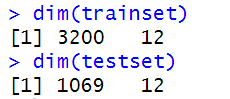 > dim(trainset)
[1] 3200   12
> dim(testset)
[1] 1069   12